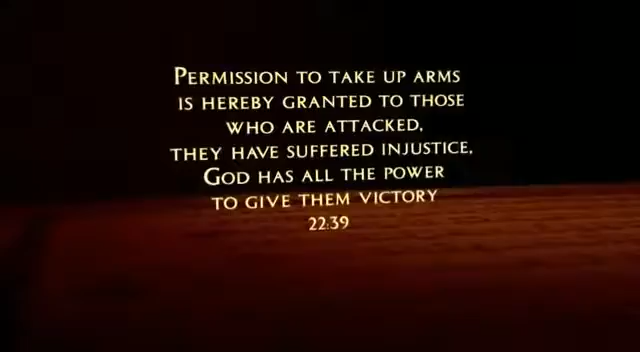 PERMISSION TO TAKE UP ARMS
IS HEREBY GRANTED TO THOSE
WHO ARE ATTACKED,
THEY HAVE SUFFERED INJUSTICE,
GOD HAS ALL THE POWER
TO GIVE THEM VICTORY
22:39